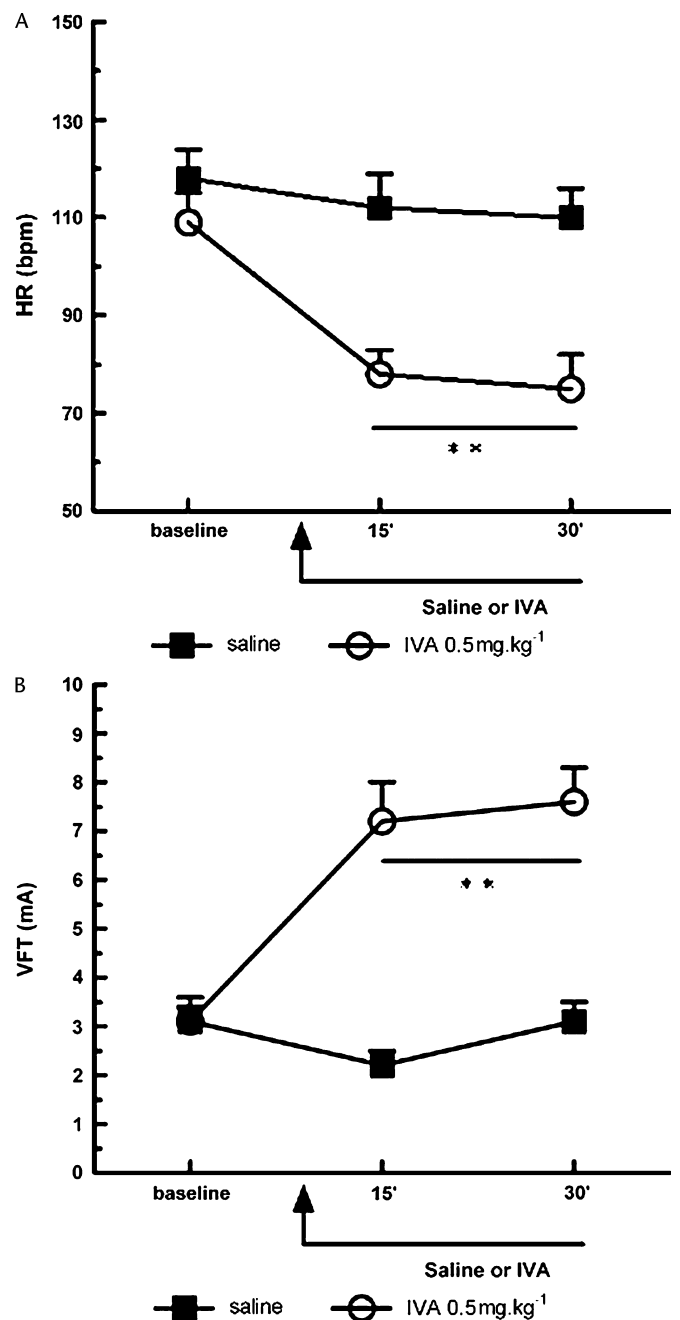 A
150
130
110
90
70
50
HR (bpm)
**
baseline 15' 30'
Saline or IVA
saline IVA 0.5mg.kg-1
B
10
9
8
7
6
5
4
3
2
1
0
VFT (mA)
**
baseline 15' 30'
Saline or IVA
saline IVA 0.5mg.kg-1